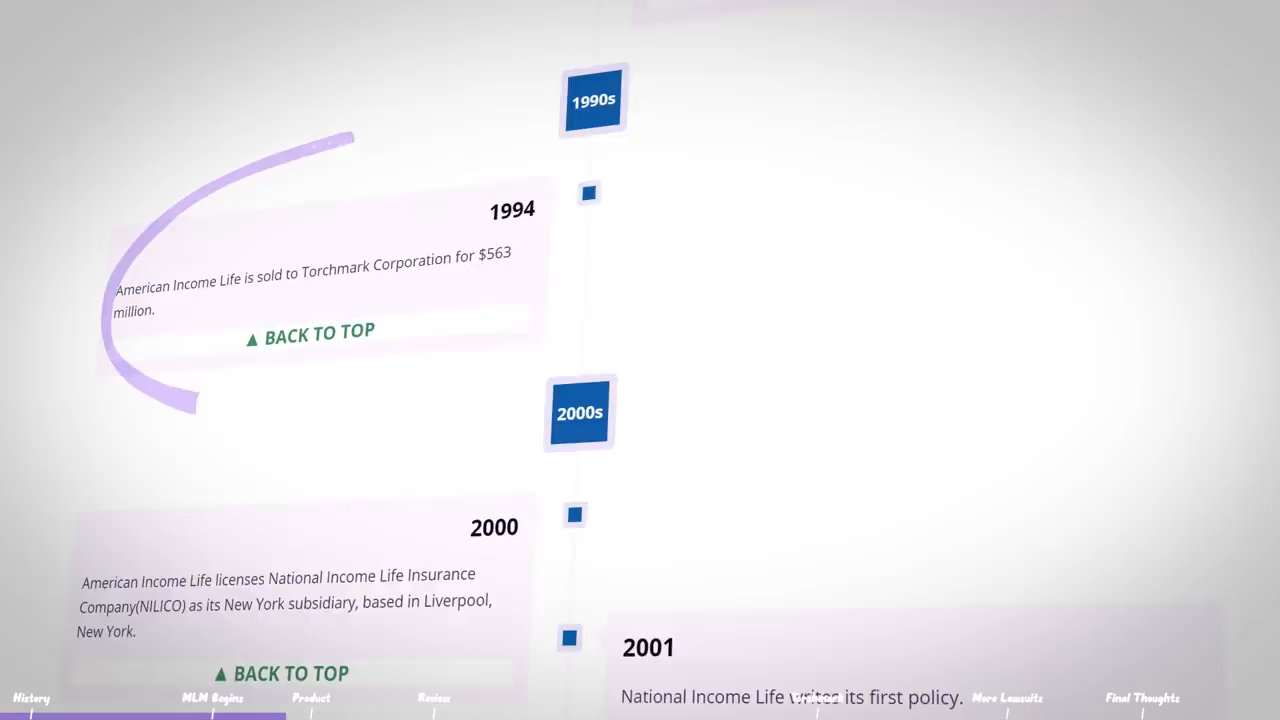 1990s
1994
American Income Life is sold to Torchmark Corporation for $563
million.
▲ BACK TO TOP
2000s
2000
American Income Life licenses National Income Life Insurance
Company(NILICO) as its New York subsidiary, based in Liverpool,
New York.
▲ BACK TO TOP
2001
National Income Life writes its first policy.
History MLM Begins Product Review More Lawsuits Final Thoughts